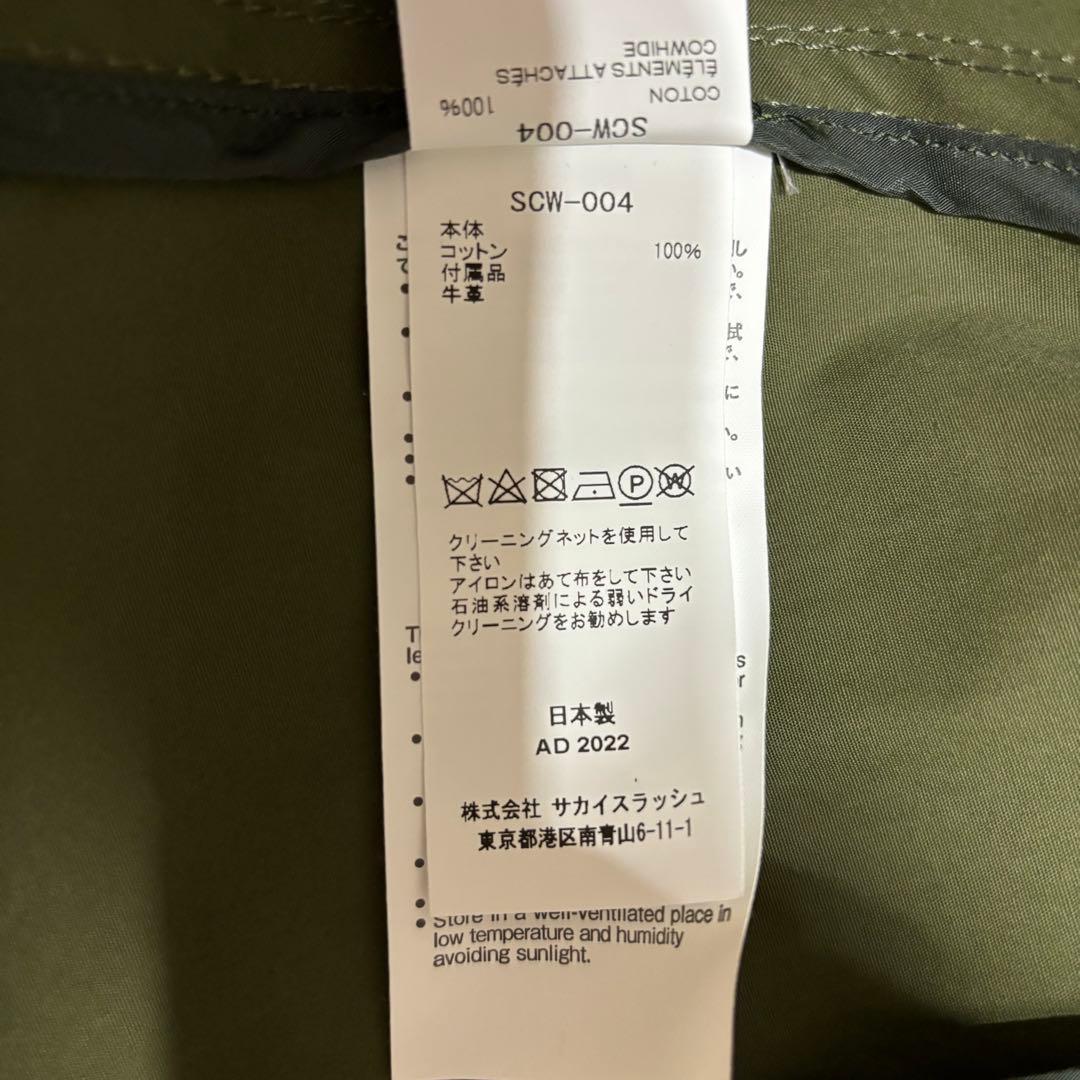 COWHIDE
ÉLÉMENTS ATTACHÉS
COTON 100%
SCW-004
SCW-004
本体
コットン 100%
付属品
牛革
クリーニングネットを使用して
下さい
アイロンはあて布をして下さい
石油系溶剤による弱いドライ
クリーニングをお勧めします
日本製
AD 2022
株式会社 サカイスラッシュ
東京都港区南青山6-11-1
Store in a well-ventilated place in
low temperature and humidity
avoiding sunlight.